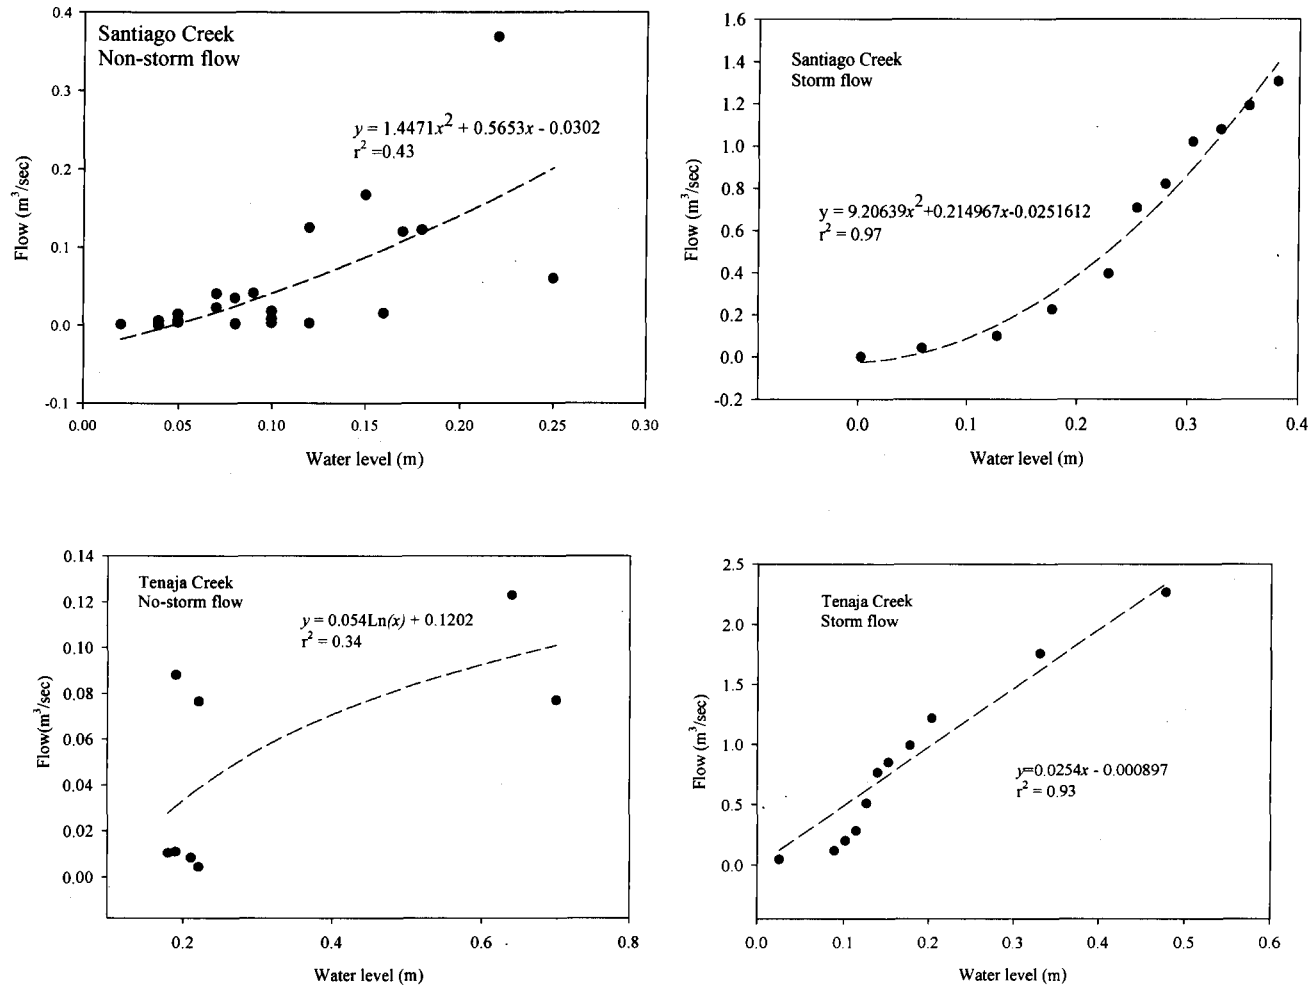 Santiago Creek
Non-storm flow
y = 1.4471x² + 0.5653x - 0.0302
r² =0.43
0.4
0.3
0.2
0.1
0.0
-0.1
Flow (m³/sec)
0.00 0.05 0.10 0.15 0.20 0.25 0.30
Water level (m)
Santiago Creek
Storm flow
y = 9.20639x²+0.214967x-0.0251612
r² = 0.97
1.6
1.4
1.2
1.0
0.8
0.6
0.4
0.2
0.0
-0.2
Flow (m³/sec)
0.0 0.1 0.2 0.3 0.4
Water level (m)
Tenaja Creek
No-storm flow
y = 0.054Ln(x) + 0.1202
r² = 0.34
0.14
0.12
0.10
0.08
0.06
0.04
0.02
0.00
Flow(m³/sec)
0.2 0.4 0.6 0.8
Water level (m)
Tenaja Creek
Storm flow
y=0.0254x - 0.000897
r² = 0.93
2.5
2.0
1.5
1.0
0.5
0.0
Flow (m³/sec)
0.0 0.1 0.2 0.3 0.4 0.5 0.6
Water level (m)